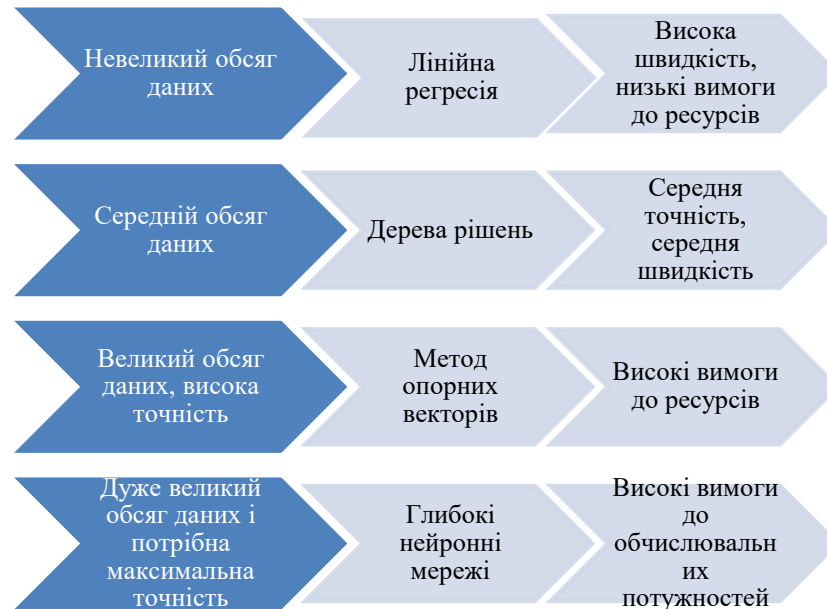 Невеликий обсяг
даних
Лінійна
регресія
Висока
швидкість,
низькі вимоги
до ресурсів
Середній обсяг
даних
Дерева рішень
Середня
точність,
середня
швидкість
Великий обсяг
даних, висока
точність
Метод
опорних
векторів
Високі вимоги
до ресурсів
Дуже великий
обсяг даних і
потрібна
максимальна
точність
Глибокі
нейронні
мережі
Високі вимоги
до
обчислювальн
их
потужностей